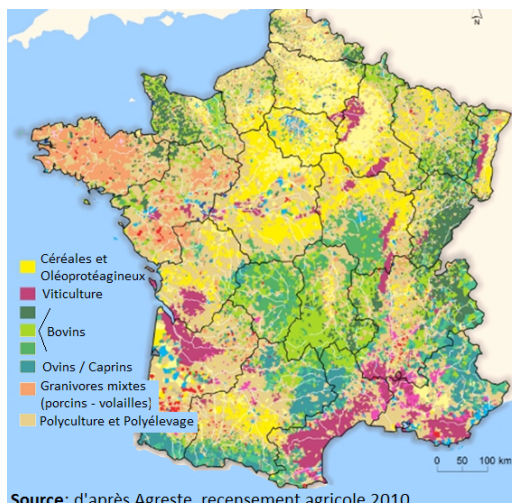 N
Céréales et
Oléoprotéagineux
Viticulture
Bovins
Ovins / Caprins
Granivores mixtes
(porcins - volailles)
Polyculture et Polyélevage
0 50 100 km
Source: d'après Agreste, recensement agricole 2010